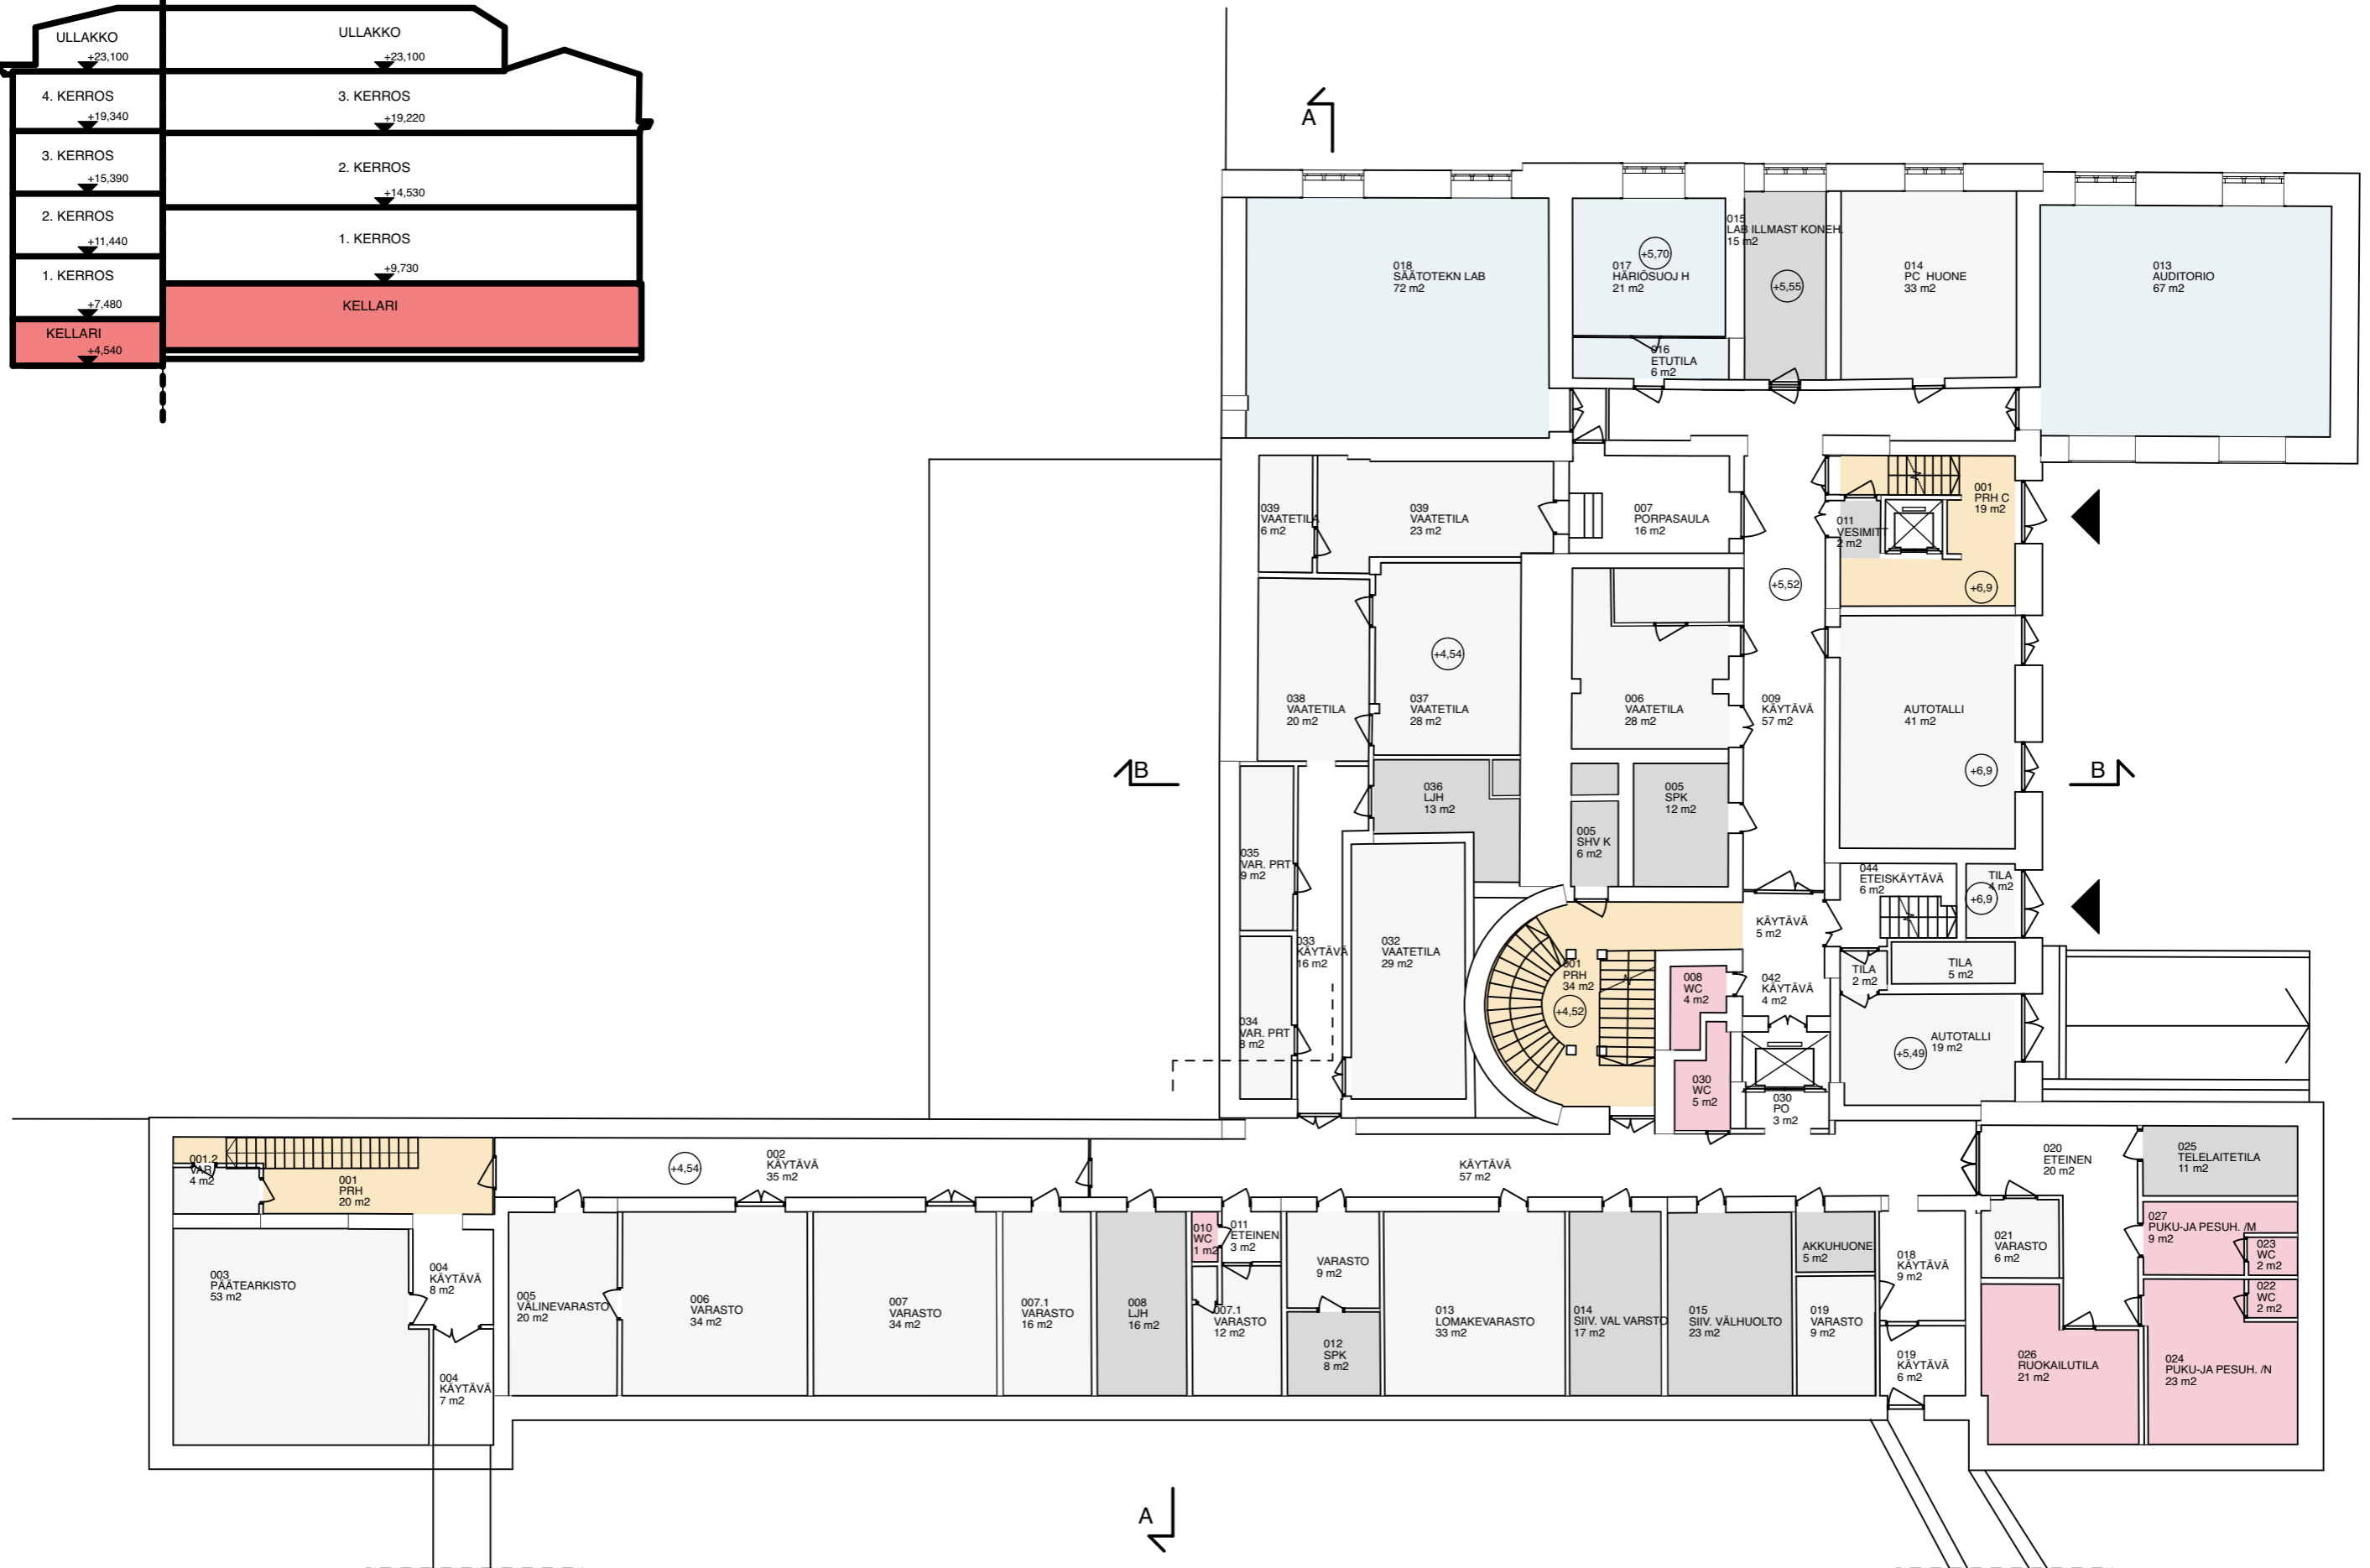 ULLAKKO
+23,100
ULLAKKO
+23,100
4. KERROS
+19,340
3. KERROS
+19,220
3. KERROS
+15,390
2. KERROS
+14,530
2. KERROS
+11,440
1. KERROS
+9,730
1. KERROS
+7,480
KELLARI
KELLARI
+4,540
A
018
SÄÄTOTEKN LAB
72 m2
+5,70
017
HÄRIÖSUOJ H
21 m2
016
ETUTILA
6 m2
015
LAB ILLMAST KONEH.
15 m2
+5,55
014
PC HUONE
33 m2
013
AUDITORIO
67 m2
039
VAATETILA
6 m2
039
VAATETILA
23 m2
007
PORPASAULA
16 m2
001
PRH C
19 m2
011
VESIMITT
2 m2
+5,52
+6,9
+4,54
038
VAATETILA
20 m2
037
VAATETILA
28 m2
006
VAATETILA
28 m2
009
KÄYTÄVÄ
57 m2
AUTOTALLI
41 m2
+6,9
B
B
036
LJH
13 m2
005
SPK
12 m2
005
SHV K
6 m2
035
VAR. PRT
9 m2
044
ETEISKÄYTÄVÄ
6 m2
TILA
4 m2
+6,9
033
KÄYTÄVÄ
16 m2
032
VAATETILA
29 m2
KÄYTÄVÄ
5 m2
001
PRH
34 m2
+4,52
008
WC
4 m2
042
KÄYTÄVÄ
4 m2
TILA
2 m2
TILA
5 m2
034
VAR. PRT
8 m2
AUTOTALLI
19 m2
+5,49
030
WC
5 m2
030
PO
3 m2
001.2
VAR
4 m2
001
PRH
20 m2
+4,54
002
KÄYTÄVÄ
35 m2
KÄYTÄVÄ
57 m2
020
ETEINEN
20 m2
025
TELELAITETILA
11 m2
003
PÄÄTEARKISTO
53 m2
004
KÄYTÄVÄ
8 m2
005
VÄLINEVARASTO
20 m2
006
VARASTO
34 m2
007
VARASTO
34 m2
007.1
VARASTO
16 m2
008
LJH
16 m2
010
WC
1 m2
011
ETEINEN
3 m2
007.1
VARASTO
12 m2
VARASTO
9 m2
012
SPK
8 m2
013
LOMAKEVARASTO
33 m2
014
SIIV. VAL VARSTO
17 m2
015
SIIV. VÄLHUOLTO
23 m2
AKKUHUONE
5 m2
019
VARASTO
9 m2
018
KÄYTÄVÄ
9 m2
019
KÄYTÄVÄ
6 m2
021
VARASTO
6 m2
027
PUKU-JA PESUH. /M
9 m2
023
WC
2 m2
022
WC
2 m2
026
RUOKAILUTILA
21 m2
024
PUKU-JA PESUH. /N
23 m2
004
KÄYTÄVÄ
7 m2
A